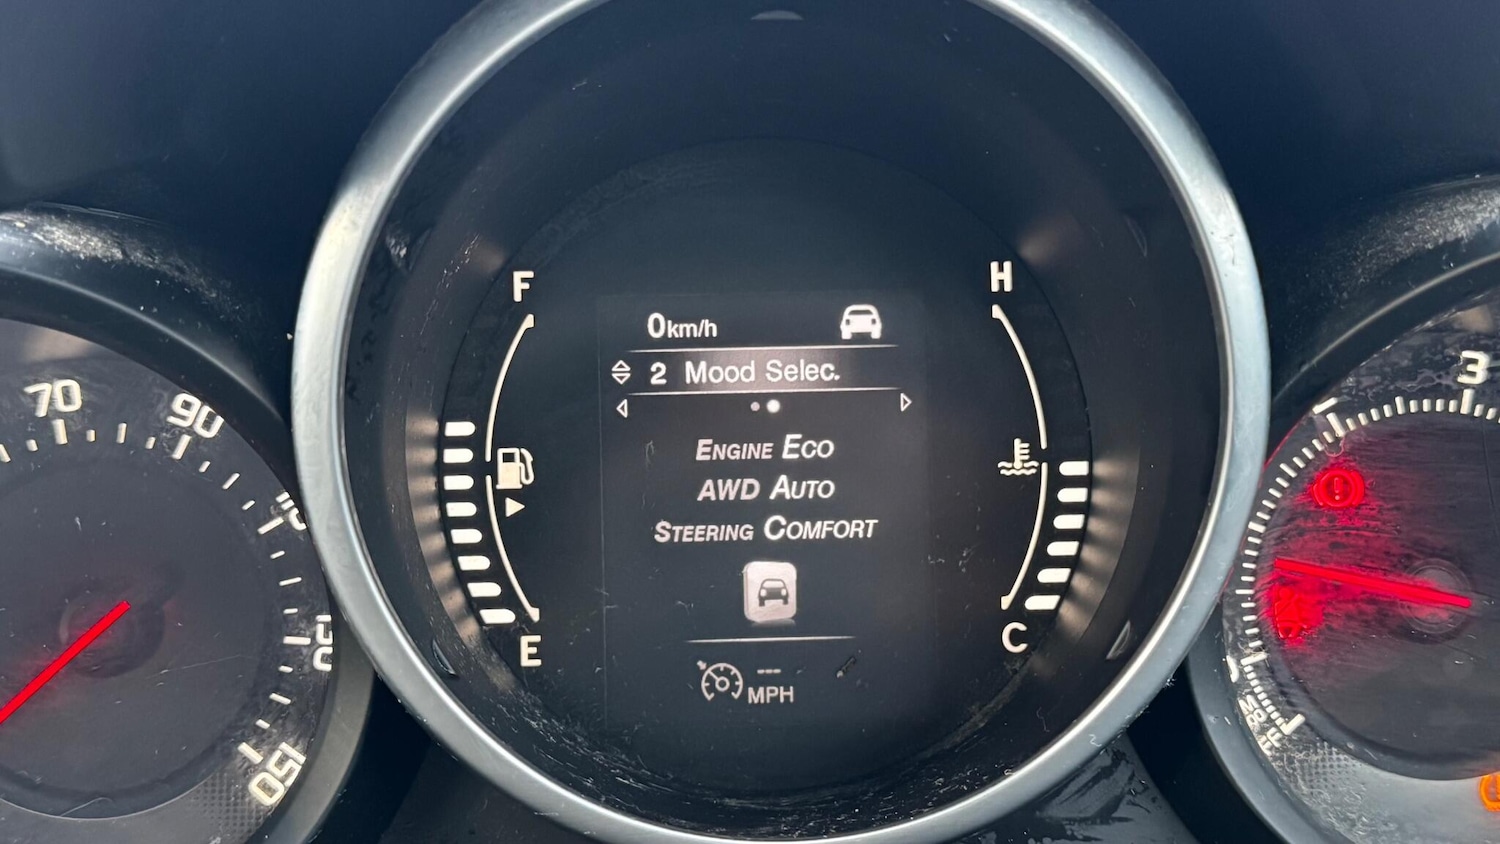 F
H
0km/h
2 Mood Selec.
ENGINE ECO
AWD AUTO
STEERING COMFORT
E
C
--- MPH
70
90
150
3